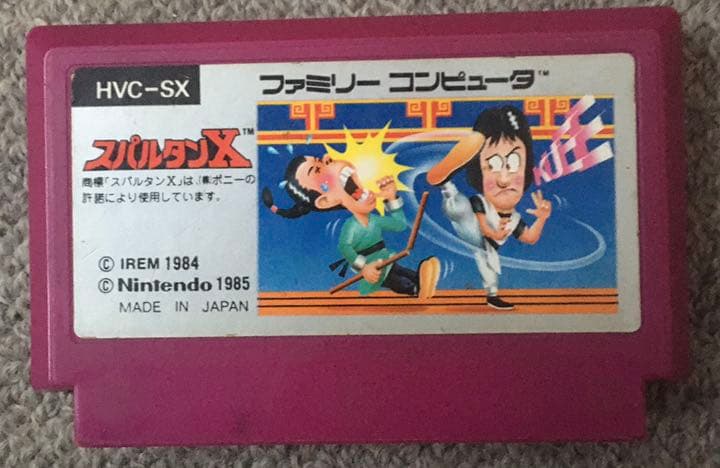 HVC-SX
ファミリー コンピュータ™
スパルタンX™
商標「スパルタンX」は、(株)ポニーの
許諾により使用しています。
© IREM 1984
© Nintendo 1985
MADE IN JAPAN